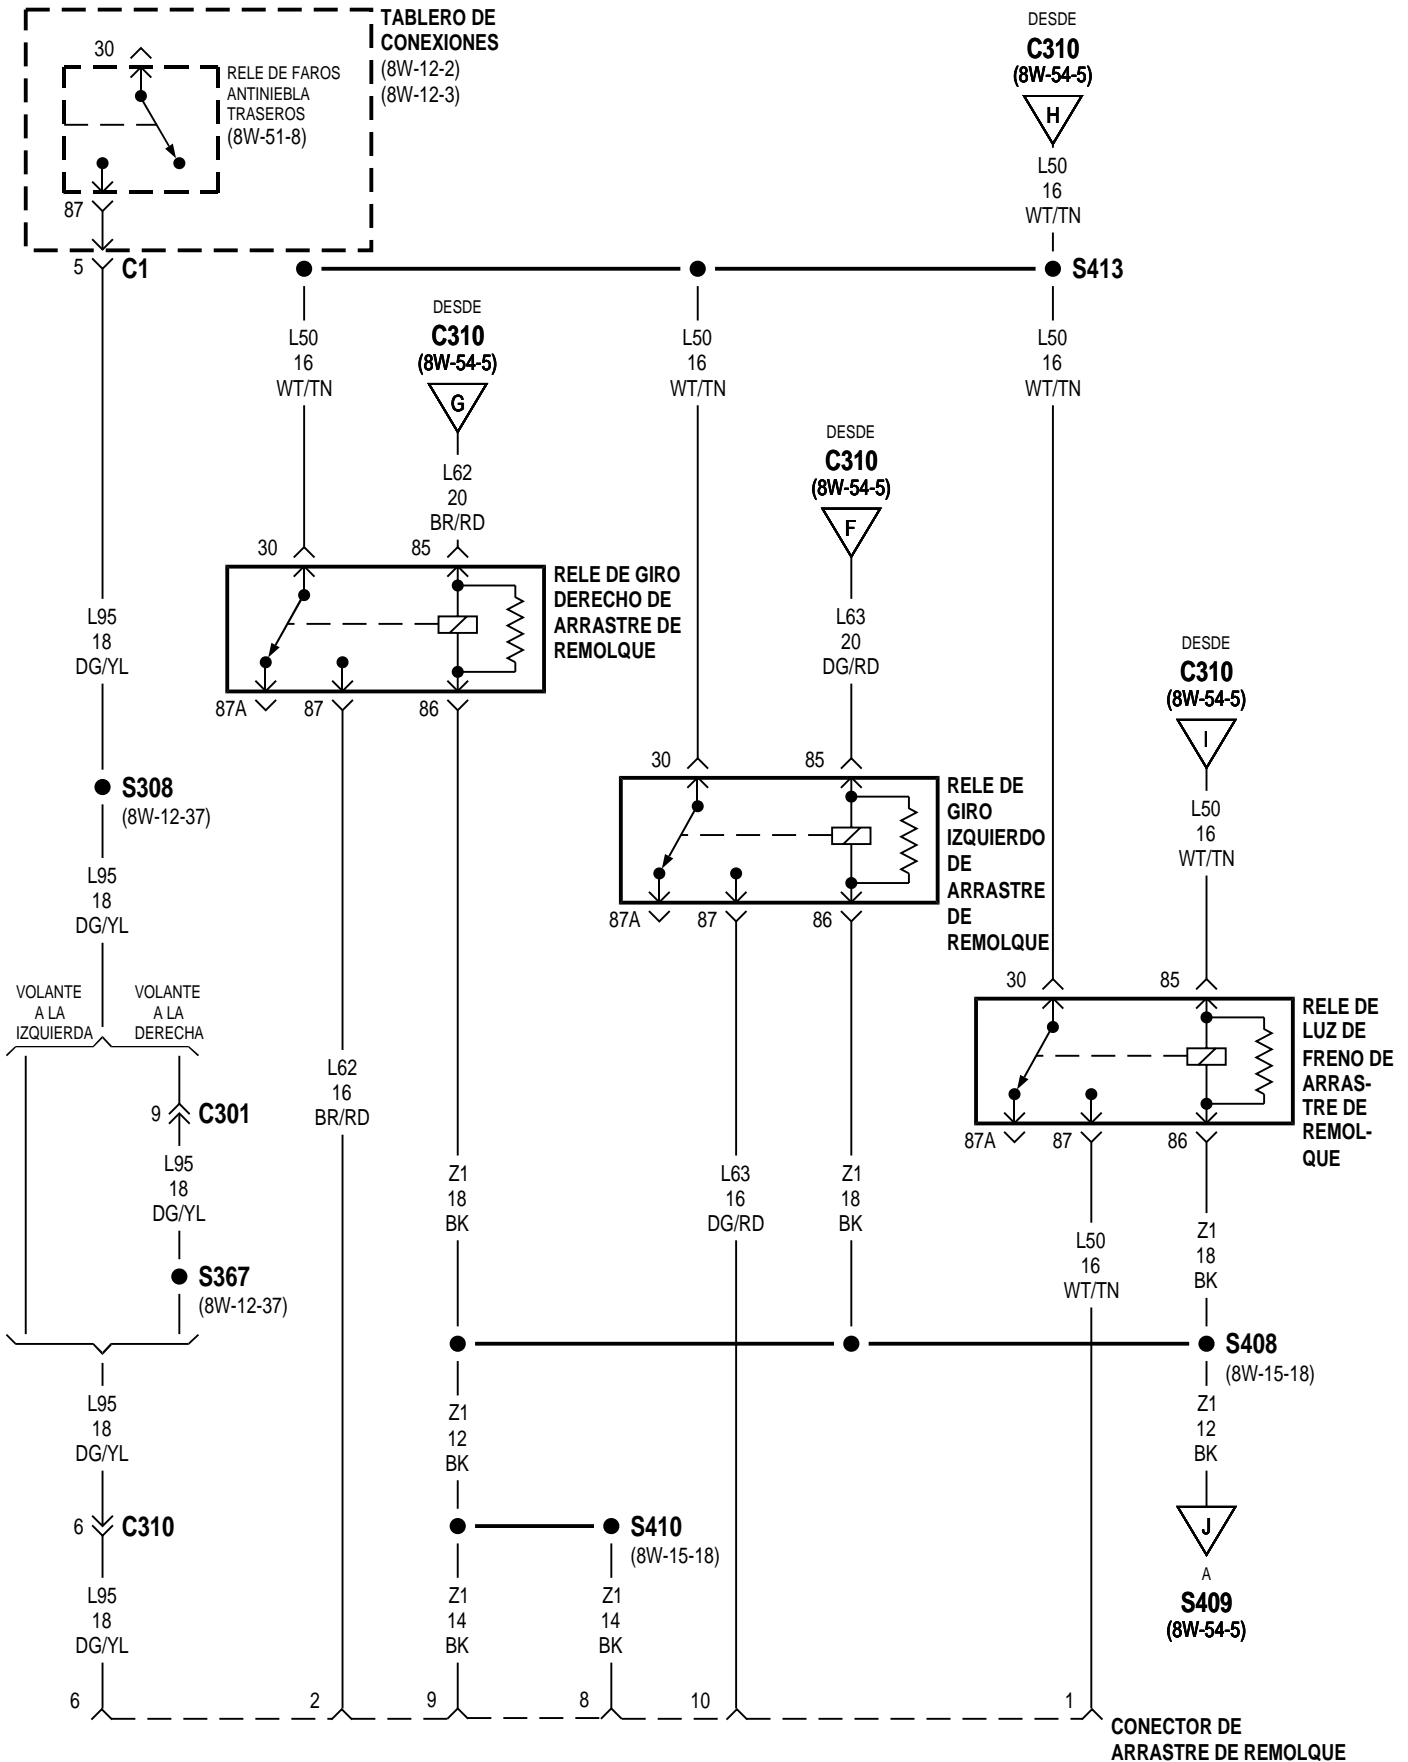 TABLERO DE
CONEXIONES
(8W-12-2)
(8W-12-3)
30
RELE DE FAROS
ANTINIEBLA
TRASEROS
(8W-51-8)
87
5
C1
DESDE
C310
(8W-54-5)
H
L50
16
WT/TN
S413
L50
16
WT/TN
DESDE
C310
(8W-54-5)
G
L62
20
BR/RD
L50
16
WT/TN
L50
16
WT/TN
DESDE
C310
(8W-54-5)
F
L63
20
DG/RD
30
85
RELE DE GIRO
DERECHO DE
ARRASTRE DE
REMOLQUE
87A
87
86
L95
18
DG/YL
S308
(8W-12-37)
L95
18
DG/YL
DESDE
C310
(8W-54-5)
I
L50
16
WT/TN
30
85
RELE DE
GIRO
IZQUIERDO
DE
ARRASTRE
DE
REMOLQUE
87A
87
86
30
85
RELE DE
LUZ DE
FRENO DE
ARRAS-
TRE DE
REMOL-
QUE
87A
87
86
VOLANTE
A LA
IZQUIERDA
VOLANTE
A LA
DERECHA
9
C301
L95
18
DG/YL
S367
(8W-12-37)
L62
16
BR/RD
Z1
18
BK
L63
16
DG/RD
Z1
18
BK
L50
16
WT/TN
Z1
18
BK
S408
(8W-15-18)
L95
18
DG/YL
Z1
12
BK
Z1
12
BK
6
C310
S410
(8W-15-18)
J
A
S409
(8W-54-5)
L95
18
DG/YL
Z1
14
BK
Z1
14
BK
6
2
9
8
10
1
CONECTOR DE
ARRASTRE DE REMOLQUE